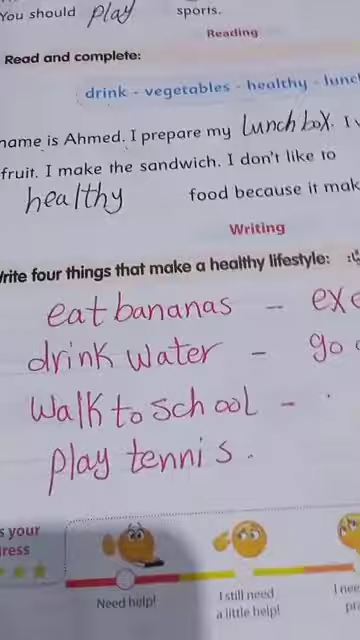 You should play sports.
Reading
Read and complete:
drink - vegetables - healthy - lunch
name is Ahmed. I prepare my lunch box. I
fruit. I make the sandwich. I don't like to
healthy food because it mak
Writing
Write four things that make a healthy lifestyle:
eat bananas - exe
drink water - go
walk to school -
play tennis.
s your
ress
Need help!
I still need
a little help!
I nee
pra